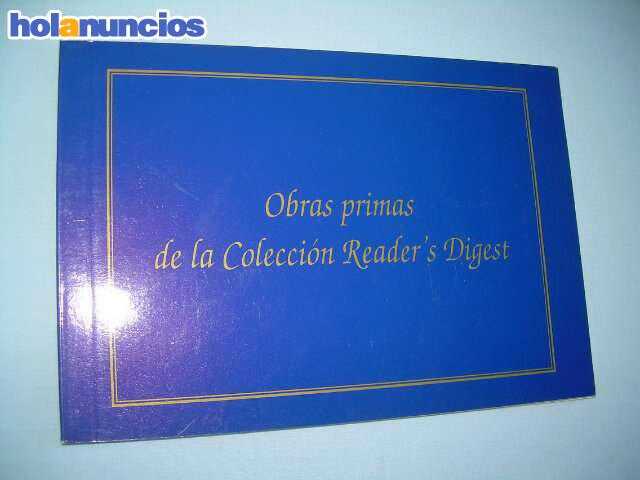 holanuncios
Obras primas
de la Colección Reader's Digest